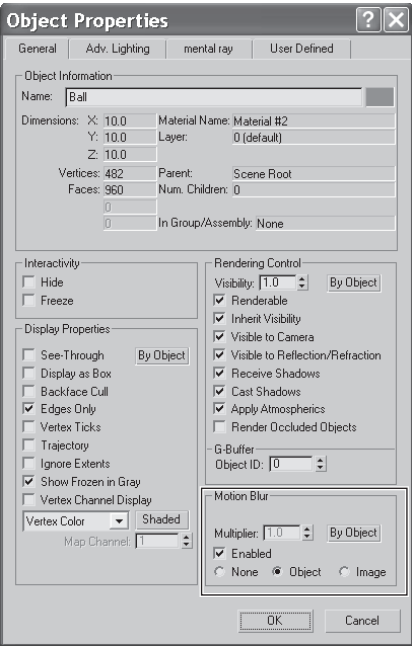 Object Properties
General Adv. Lighting mental ray User Defined
Object Information
Name: Ball
Dimensions: X: 10.0 Material Name: Material #2
Y: 10.0 Layer: 0 (default)
Z: 10.0
Vertices: 482 Parent: Scene Root
Faces: 960 Num. Children: 0
0
0 In Group/Assembly: None
Interactivity
Hide
Freeze
Display Properties
See-Through By Object
Display as Box
Backface Cull
Edges Only
Vertex Ticks
Trajectory
Ignore Extents
Show Frozen in Gray
Vertex Channel Display
Vertex Color Shaded
Map Channel: 1
Rendering Control
Visibility: 1.0 By Object
Renderable
Inherit Visibility
Visible to Camera
Visible to Reflection/Refraction
Receive Shadows
Cast Shadows
Apply Atmospherics
Render Occluded Objects
G-Buffer
Object ID: 0
Motion Blur
Multiplier: 1.0 By Object
Enabled
None Object Image
OK Cancel